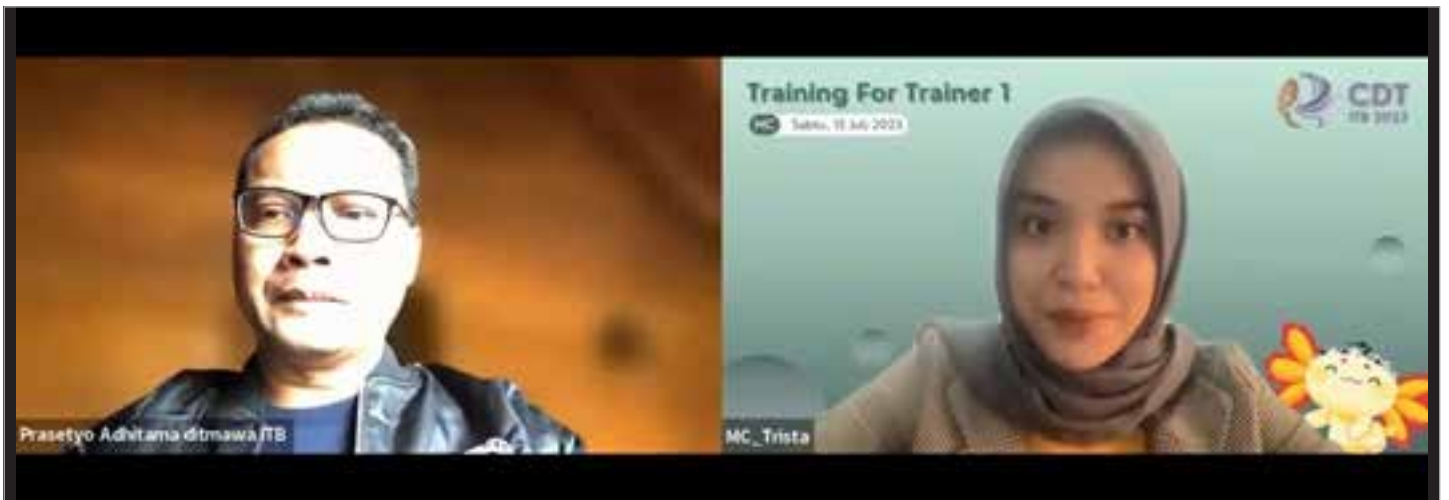 Training For Trainer 1
MC Sabtu, 15 Juli 2023
CDT
ITB 2023
Prasetyo Adhitama ditmawa ITB
MC_Trista